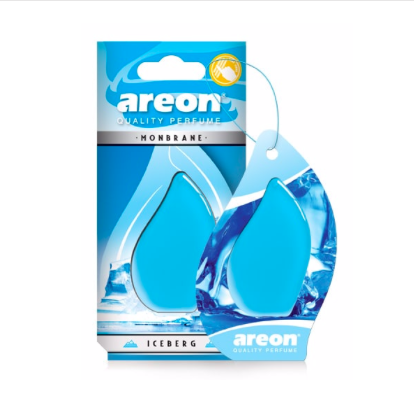 areon®
QUALITY PERFUME
·MONBRANE·
ICEBERG
areon®
QUALITY PERFUME